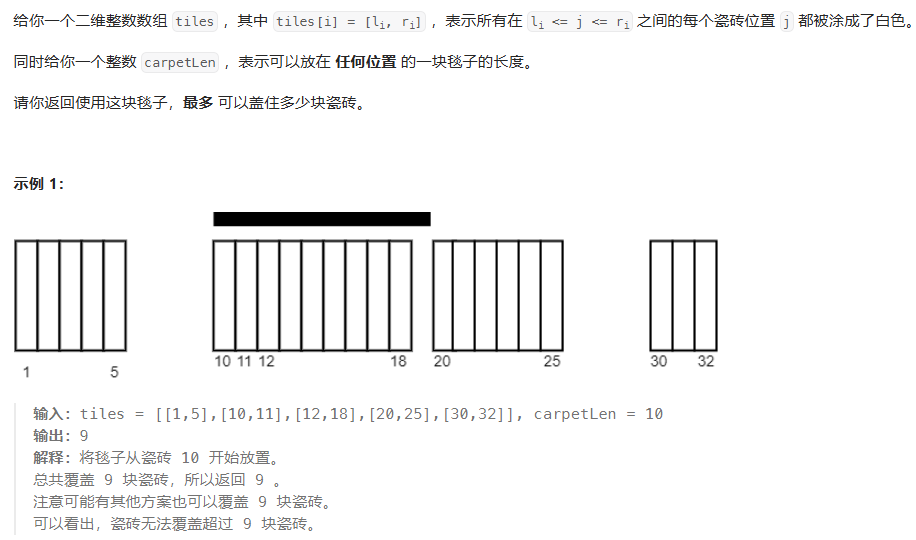 给你一个二维整数数组 tiles ，其中 tiles[i] = [li, ri] ，表示所有在 li <= j <= ri 之间的每个瓷砖位置 j 都被涂成了白色。
同时给你一个整数 carpetLen ，表示可以放在 任何位置 的一块毯子的长度。
请你返回使用这块毯子，最多 可以盖住多少块瓷砖。
示例 1：
1 5 10 11 12 18 20 25 30 32
输入：tiles = [[1,5],[10,11],[12,18],[20,25],[30,32]], carpetLen = 10
输出：9
解释：将毯子从瓷砖 10 开始放置。
总共覆盖 9 块瓷砖，所以返回 9 。
注意可能有其他方案也可以覆盖 9 块瓷砖。
可以看出，瓷砖无法覆盖超过 9 块瓷砖。